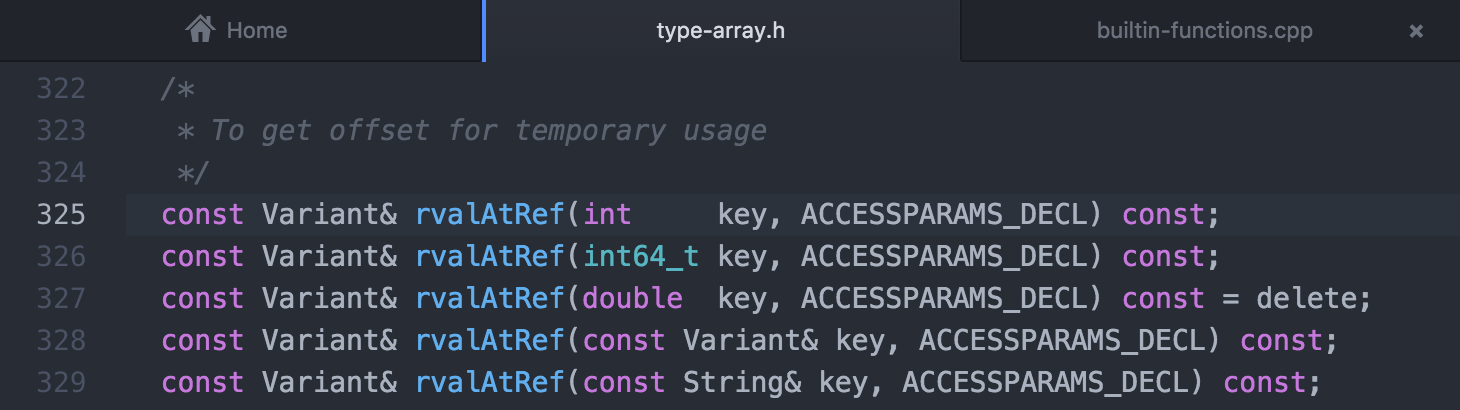 Home
type-array.h
builtin-functions.cpp ×
322 /*
323 * To get offset for temporary usage
324 */
325 const Variant& rvalAtRef(int     key, ACCESSPARAMS_DECL) const;
326 const Variant& rvalAtRef(int64_t key, ACCESSPARAMS_DECL) const;
327 const Variant& rvalAtRef(double  key, ACCESSPARAMS_DECL) const = delete;
328 const Variant& rvalAtRef(const Variant& key, ACCESSPARAMS_DECL) const;
329 const Variant& rvalAtRef(const String& key, ACCESSPARAMS_DECL) const;